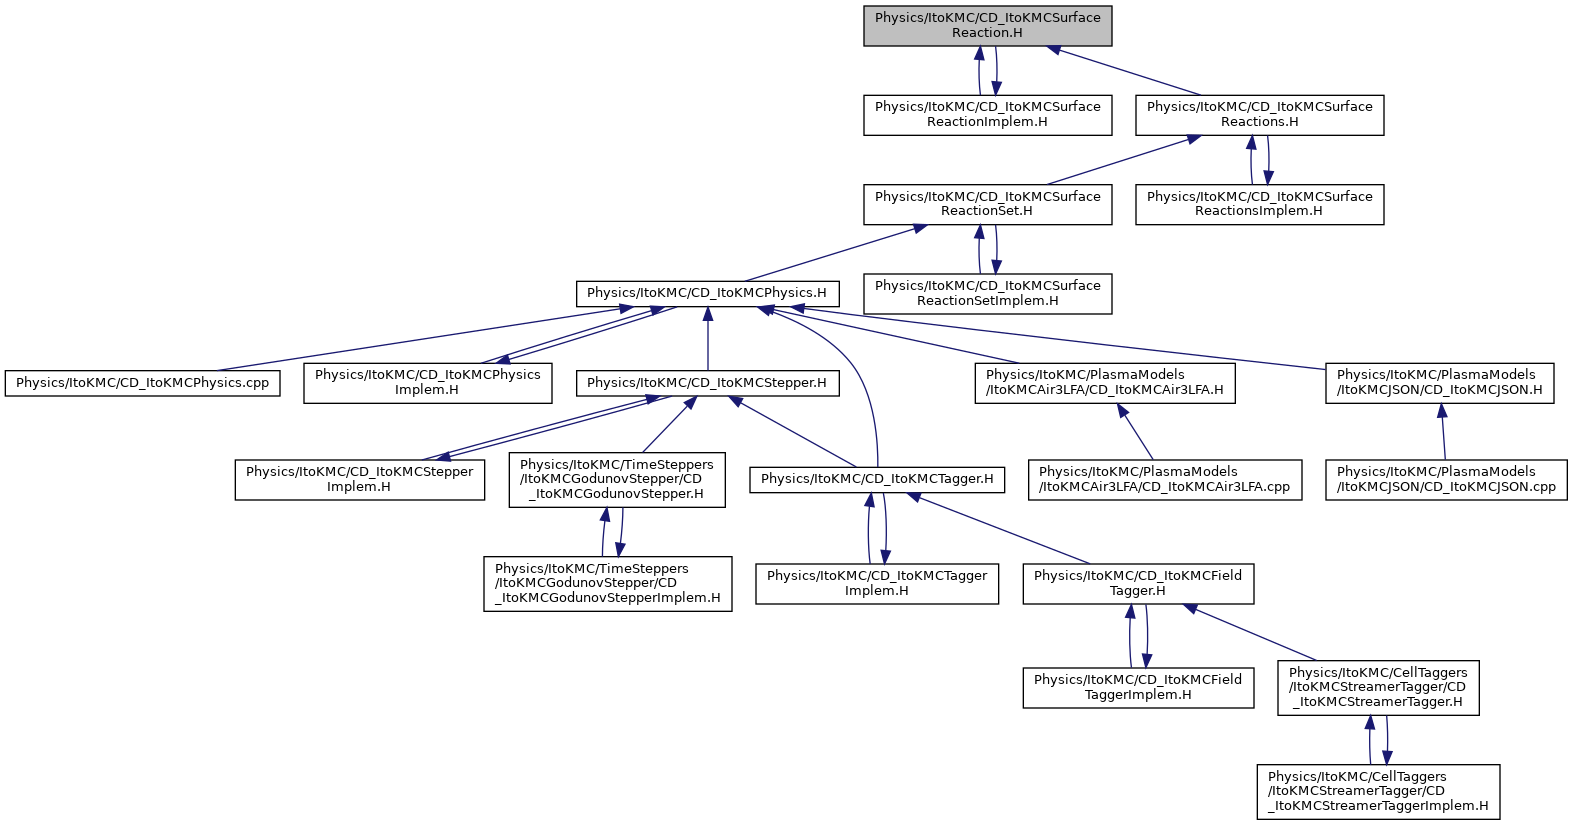 Physics/ItoKMC/CD_ItoKMCSurface
Reaction.H
Physics/ItoKMC/CD_ItoKMCSurface
ReactionImplem.H
Physics/ItoKMC/CD_ItoKMCSurface
Reactions.H
Physics/ItoKMC/CD_ItoKMCSurface
ReactionSet.H
Physics/ItoKMC/CD_ItoKMCSurface
ReactionsImplem.H
Physics/ItoKMC/CD_ItoKMCPhysics.H
Physics/ItoKMC/CD_ItoKMCSurface
ReactionSetImplem.H
Physics/ItoKMC/CD_ItoKMCPhysics.cpp
Physics/ItoKMC/CD_ItoKMCPhysics
Implem.H
Physics/ItoKMC/CD_ItoKMCStepper.H
Physics/ItoKMC/PlasmaModels
/ItoKMCAir3LFA/CD_ItoKMCAir3LFA.H
Physics/ItoKMC/PlasmaModels
/ItoKMCJSON/CD_ItoKMCJSON.H
Physics/ItoKMC/CD_ItoKMCStepper
Implem.H
Physics/ItoKMC/TimeSteppers
/ItoKMCGodunovStepper/CD
_ItoKMCGodunovStepper.H
Physics/ItoKMC/CD_ItoKMCTagger.H
Physics/ItoKMC/PlasmaModels
/ItoKMCAir3LFA/CD_ItoKMCAir3LFA.cpp
Physics/ItoKMC/PlasmaModels
/ItoKMCJSON/CD_ItoKMCJSON.cpp
Physics/ItoKMC/TimeSteppers
/ItoKMCGodunovStepper/CD
_ItoKMCGodunovStepperImplem.H
Physics/ItoKMC/CD_ItoKMCTagger
Implem.H
Physics/ItoKMC/CD_ItoKMCField
Tagger.H
Physics/ItoKMC/CD_ItoKMCField
TaggerImplem.H
Physics/ItoKMC/CellTaggers
/ItoKMCStreamerTagger/CD
_ItoKMCStreamerTagger.H
Physics/ItoKMC/CellTaggers
/ItoKMCStreamerTagger/CD
_ItoKMCStreamerTaggerImplem.H